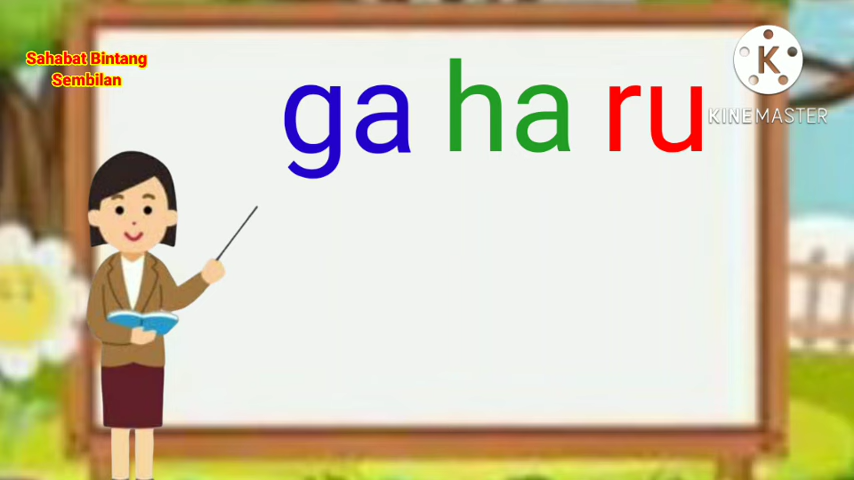 Sahabat Bintang
Sembilan
ga ha ru
K
KINEMASTER